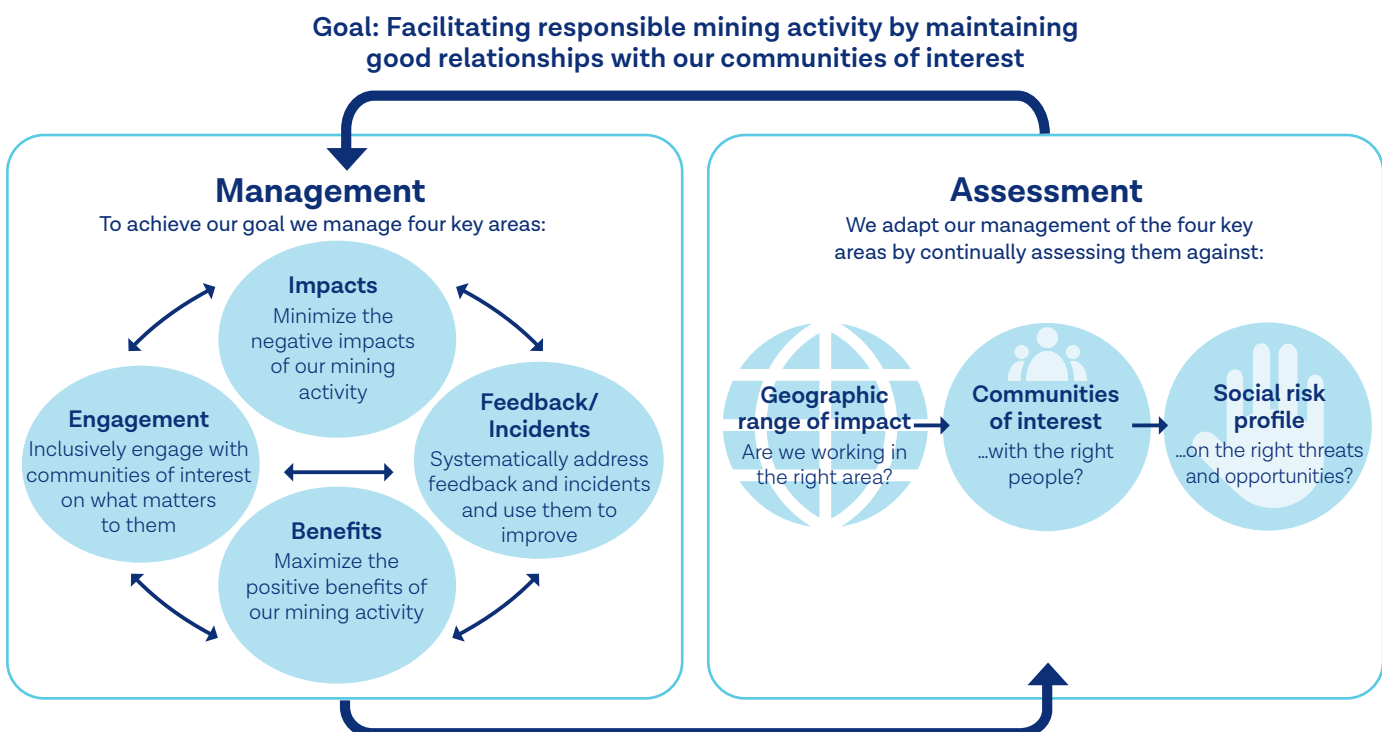 Goal: Facilitating responsible mining activity by maintaining
good relationships with our communities of interest
Management
To achieve our goal we manage four key areas:
Impacts
Minimize the
negative impacts
of our mining
activity
Engagement
Inclusively engage with
communities of interest
on what matters
to them
Feedback/
Incidents
Systematically address
feedback and incidents
and use them to
improve
Benefits
Maximize the
positive benefits of
our mining activity
Assessment
We adapt our management of the four key
areas by continually assessing them against:
Geographic
range of impact
Are we working in
the right area?
Communities
of interest
...with the right
people?
Social risk
profile
...on the right threats
and opportunities?